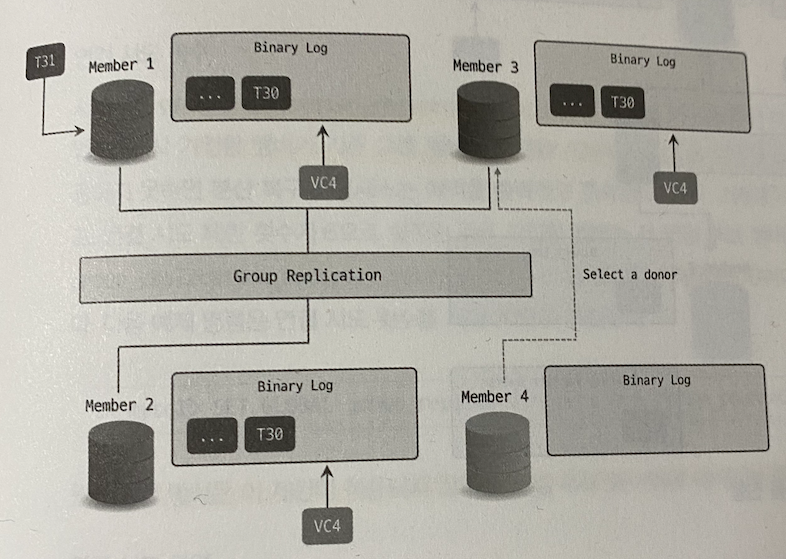 T31
Member 1
Binary Log
... T30
VC4
Member 3
Binary Log
... T30
VC4
Group Replication
Select a donor
Member 2
Binary Log
... T30
VC4
Member 4
Binary Log